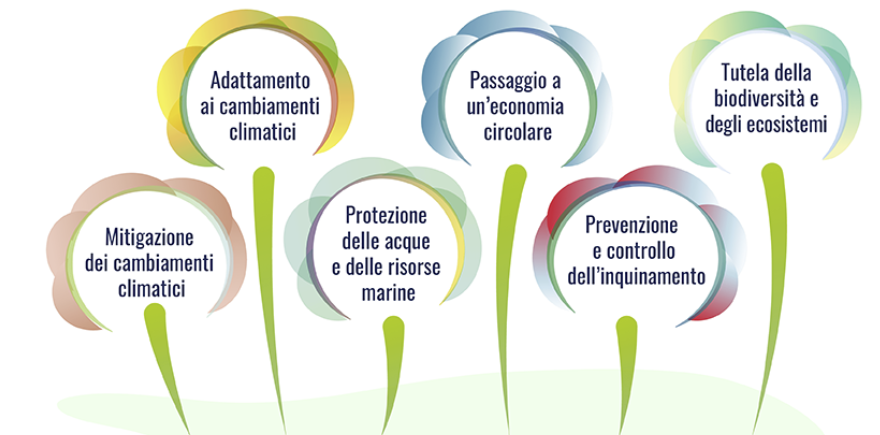 Adattamento
ai cambiamenti
climatici
Passaggio a
un'economia
circolare
Tutela della
biodiversità e
degli ecosistemi
Mitigazione
dei cambiamenti
climatici
Protezione
delle acque
e delle risorse
marine
Prevenzione
e controllo
dell'inquinamento